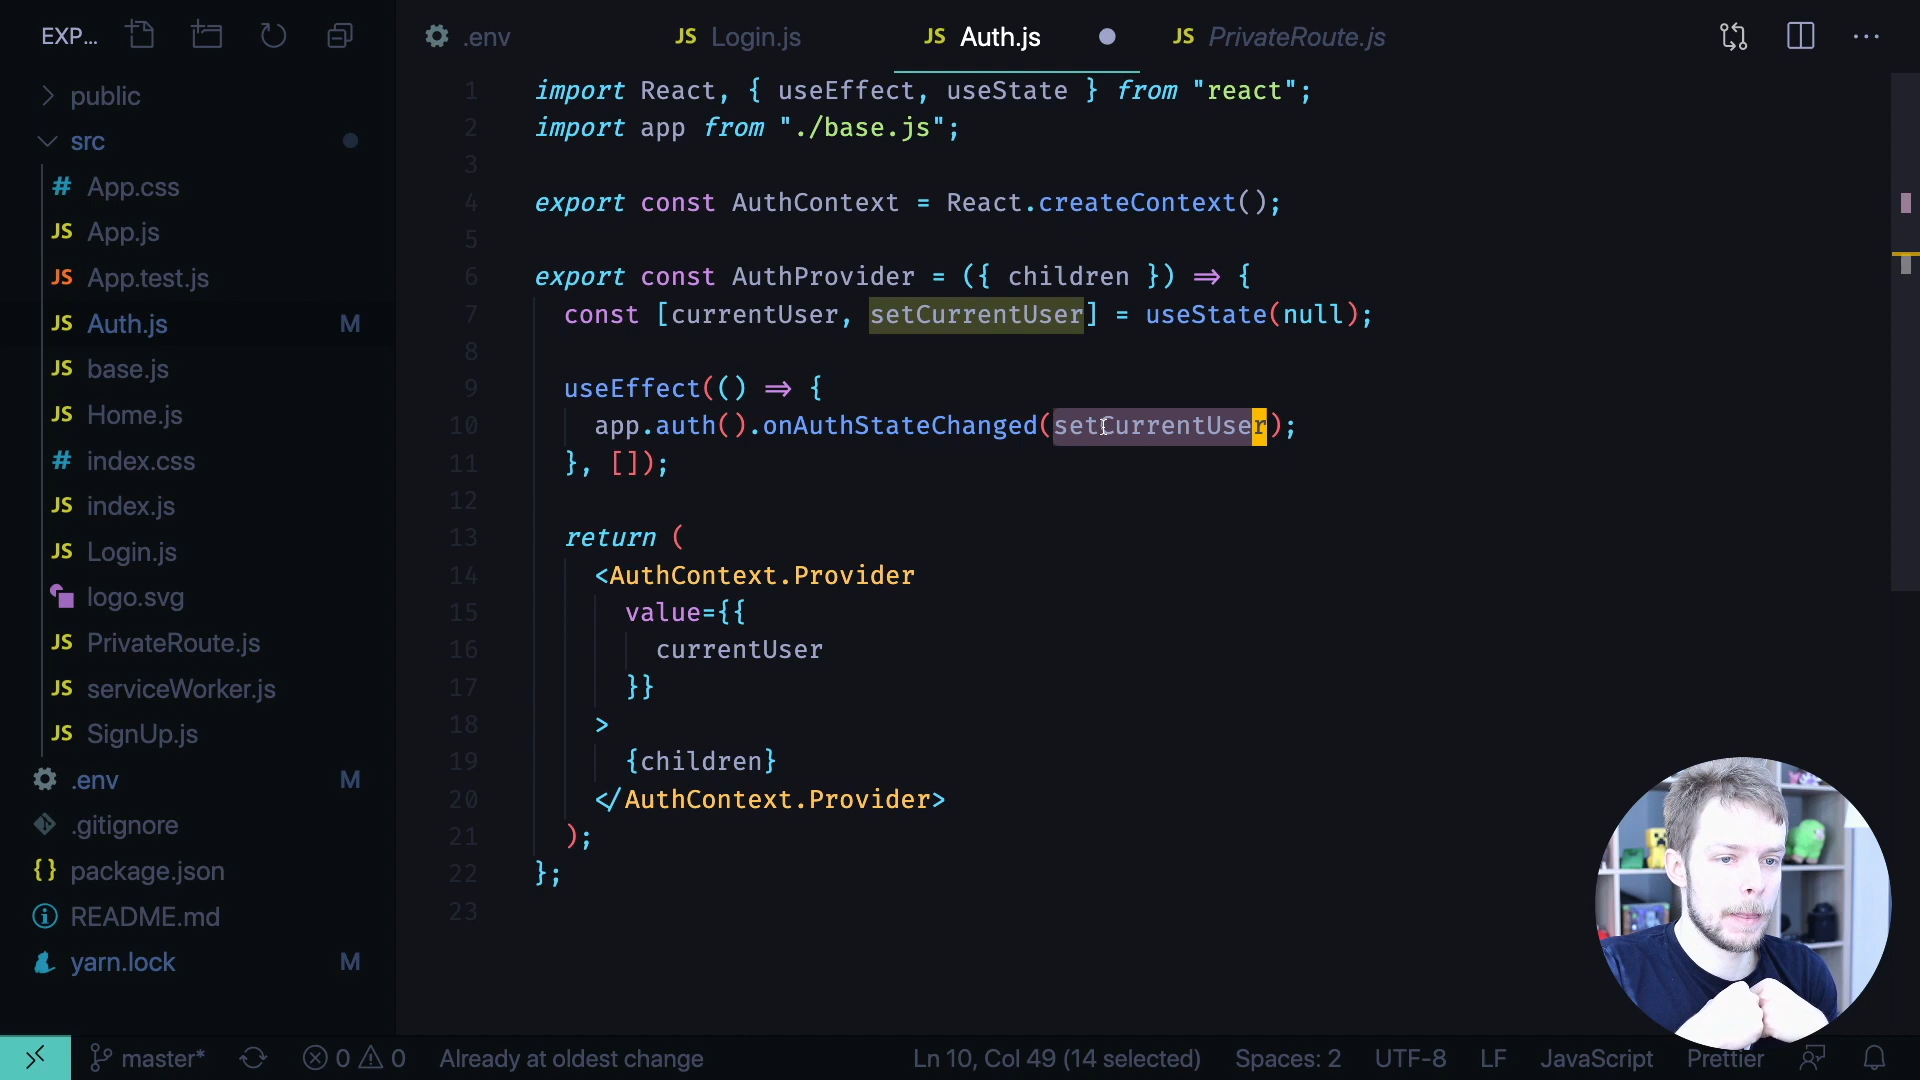 EXP...
.env
Login.js
Auth.js
PrivateRoute.js
public
src
App.css
App.js
App.test.js
Auth.js M
base.js
Home.js
index.css
index.js
Login.js
logo.svg
PrivateRoute.js
serviceWorker.js
SignUp.js
.env M
.gitignore
package.json
README.md
yarn.lock M
1 import React, { useEffect, useState } from "react";
2 import app from "./base.js";
3
4 export const AuthContext = React.createContext();
5
6 export const AuthProvider = ({ children }) => {
7 const [currentUser, setCurrentUser] = useState(null);
8
9 useEffect(() => {
10 app.auth().onAuthStateChanged(setCurrentUser);
11 }, []);
12
13 return (
14 <AuthContext.Provider
15 value={{
16 currentUser
17 }}
18 >
19 {children}
20 </AuthContext.Provider>
21 );
22 };
23
master* 0 0 Already at oldest change Ln 10, Col 49 (14 selected) Spaces: 2 UTF-8 LF JavaScript Prettier